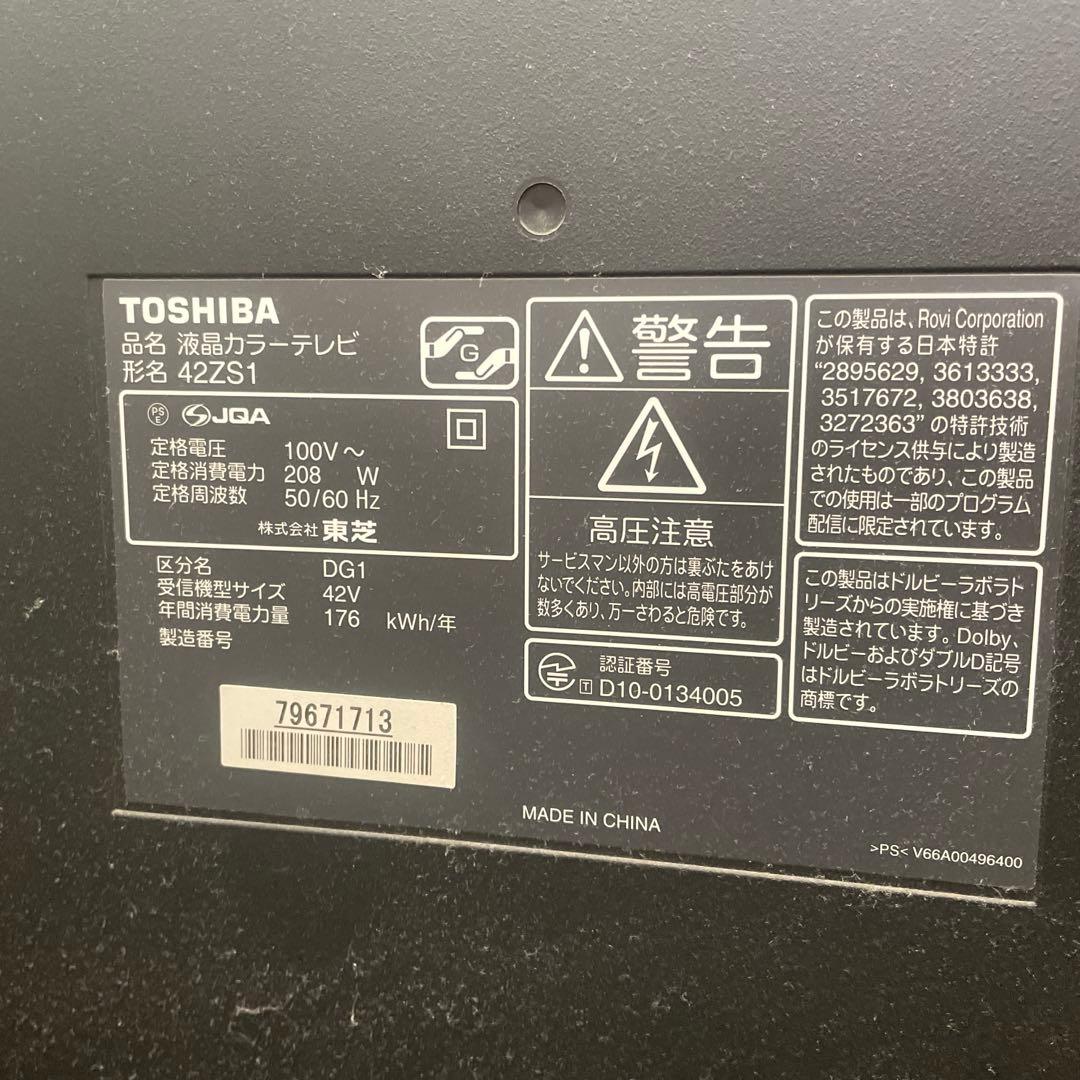 TOSHIBA
品名 液晶カラーテレビ
形名 42ZS1
G
PS
E
JQA
定格電圧 100V～
定格消費電力 208 W
定格周波数 50/60 Hz
株式会社 東芝
区分名 DG1
受信機型サイズ 42V
年間消費電力量 176 kWh/年
製造番号
79671713
警告
高圧注意
サービスマン以外の方は裏ぶたをあけ
ないでください。内部には高電圧部分が
数多くあり、万一さわると危険です。
認証番号
T D10-0134005
この製品は、Rovi Corporation
が保有する日本特許
“2895629, 3613333,
3517672, 3803638,
3272363” の特許技術
のライセンス供与により製造
されたものであり、この製品
での使用は一部のプログラム
配信に限定されています。
この製品はドルビーラボラト
リーズからの実施権に基づき
製造されています。Dolby、
ドルビーおよびダブルD記号
はドルビーラボラトリーズの
商標です。
MADE IN CHINA
>PS< V66A00496400